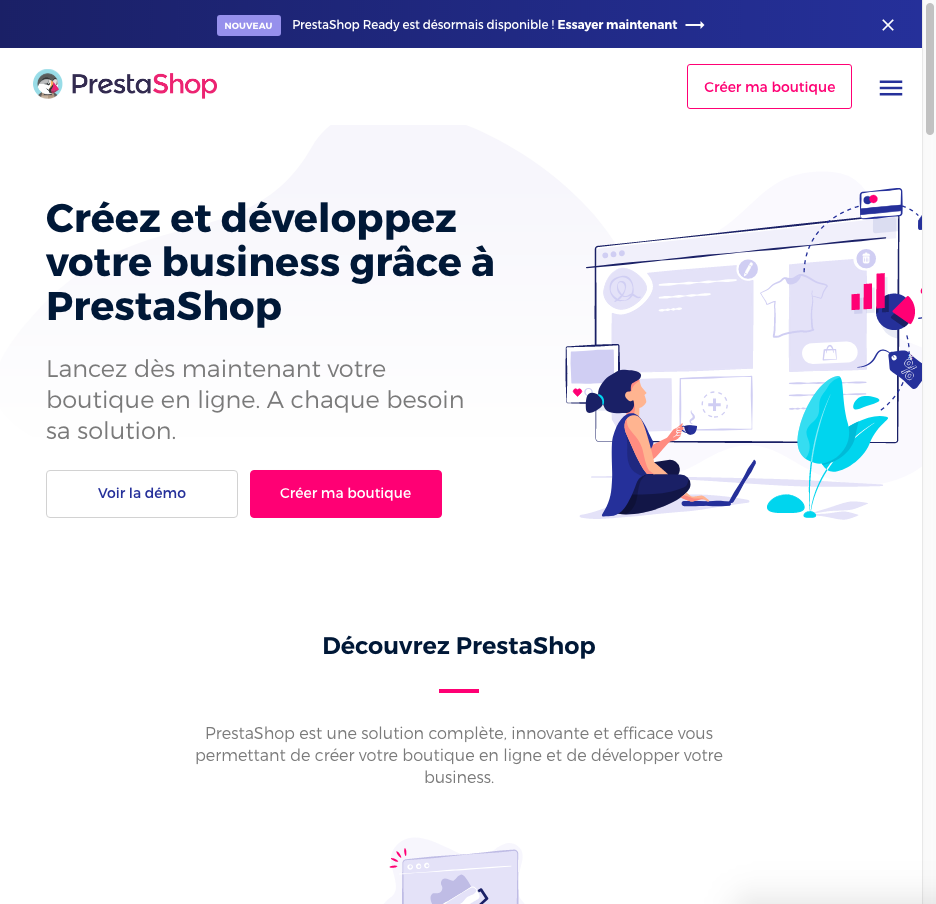 NOUVEAU PrestaShop Ready est désormais disponible ! Essayer maintenant
PrestaShop
Créer ma boutique
Créez et développez
votre business grâce à
PrestaShop
Lancez dès maintenant votre
boutique en ligne. A chaque besoin
sa solution.
Voir la démo
Créer ma boutique
%
Découvrez PrestaShop
PrestaShop est une solution complète, innovante et efficace vous
permettant de créer votre boutique en ligne et de développer votre
business.